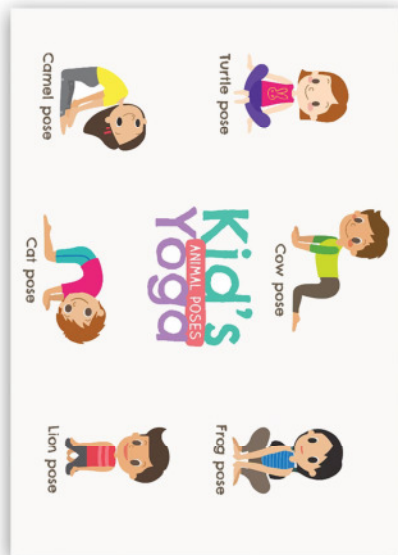 Turtle pose
Cow pose
Frog pose
Kid's
ANIMAL POSES
Yoga
Camel pose
Cat pose
Lion pose